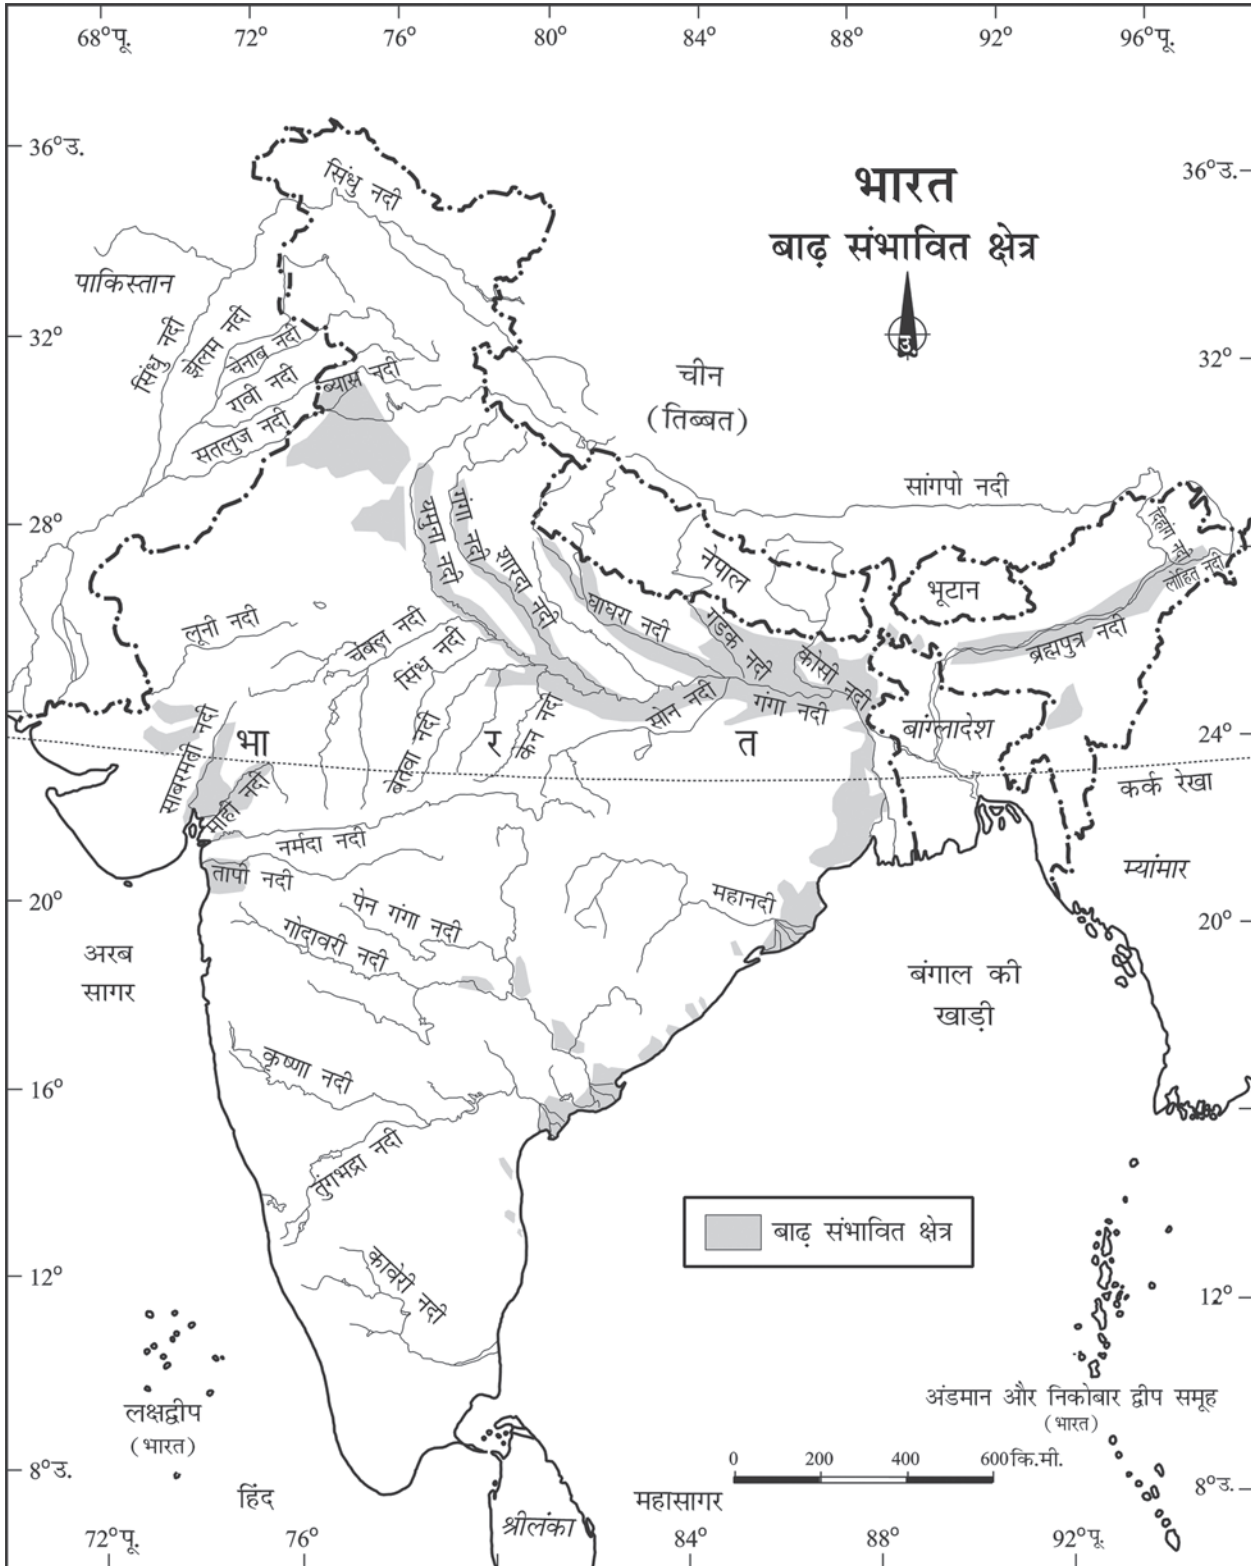 68°पू. 72° 76° 80° 84° 88° 92° 96°पू.
36°उ.
36°उ.
भारत
बाढ़ संभावित क्षेत्र
उ
सिंधु नदी
पाकिस्तान
32°
32°
सिंधु नदी
झेलम नदी
चेनाब नदी
रावी नदी
ब्यास नदी
सतलुज नदी
चीन
(तिब्बत)
सांगपो नदी
28°
यमुना नदी
गंगा नदी
शारदा नदी
घाघरा नदी
नेपाल
भूटान
दिहांग नदी
लोहित नदी
ब्रह्मपुत्र नदी
लूनी नदी
चंबल नदी
सिंध नदी
गंडक नदी
कोसी नदी
सोन नदी
गंगा नदी
बांग्लादेश
24°
साबरमती नदी
भा र त
बेतवा नदी
केन नदी
माही नदी
कर्क रेखा
नर्मदा नदी
तापी नदी
म्यांमार
20°
20°
पेन गंगा नदी
महानदी
गोदावरी नदी
अरब
सागर
बंगाल की
खाड़ी
16°
कृष्णा नदी
तुंगभद्रा नदी
बाढ़ संभावित क्षेत्र
12°
12°
कावेरी नदी
लक्षद्वीप
(भारत)
अंडमान और निकोबार द्वीप समूह
(भारत)
8°उ.
8°उ.
0 200 400 600 कि.मी.
हिंद
महासागर
श्रीलंका
72°पू. 76° 84° 88° 92°पू.